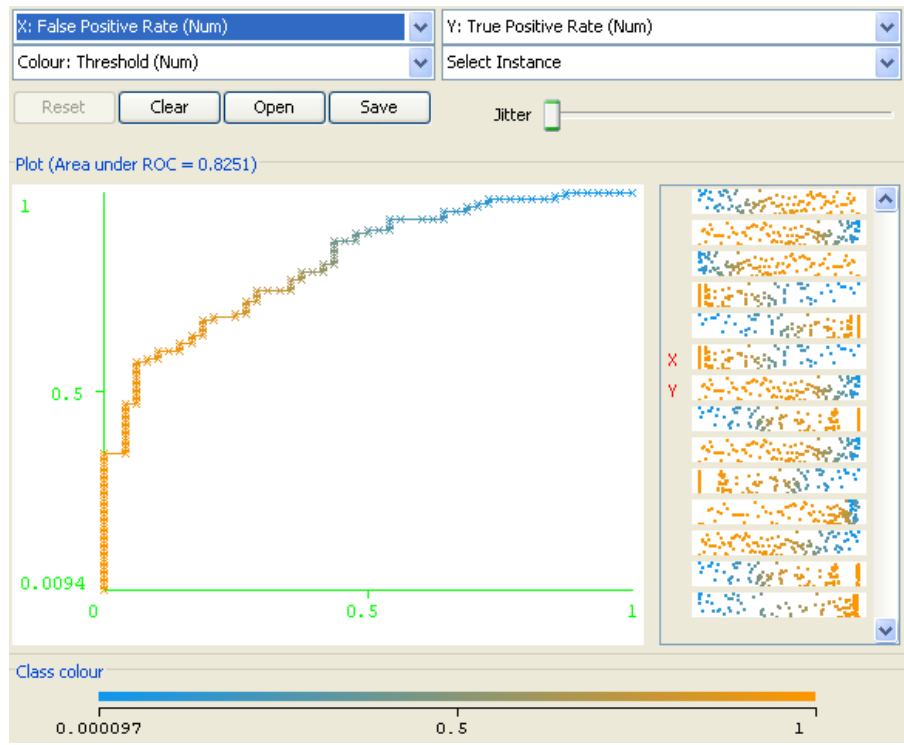 X: False Positive Rate (Num)
Y: True Positive Rate (Num)
Colour: Threshold (Num)
Select Instance
Reset
Clear
Open
Save
Jitter
Plot (Area under ROC = 0.8251)
1
0.5
0.0094
0
0.5
1
X
Y
Class colour
0.000097
0.5
1